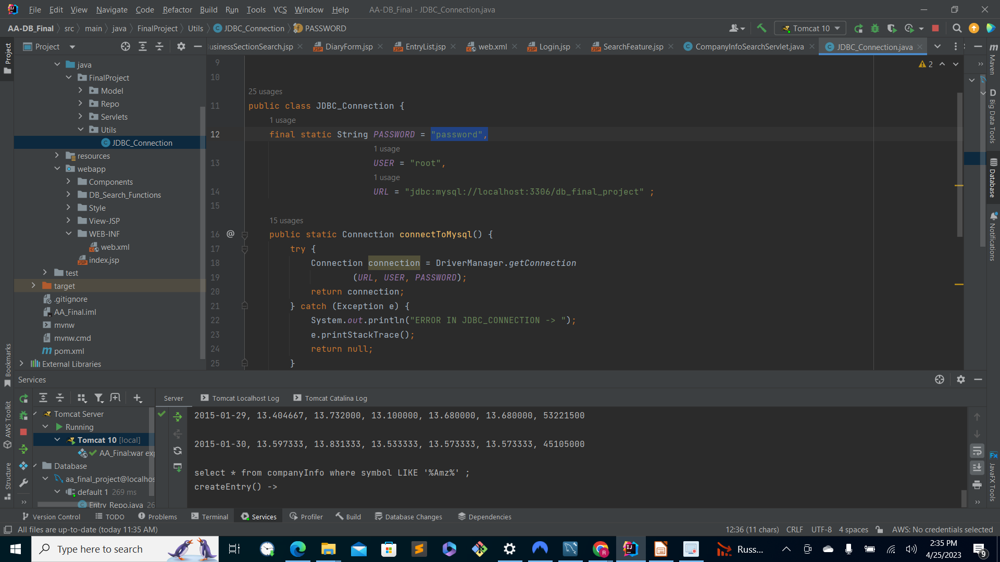 File Edit View Navigate Code Refactor Build Run Tools VCS Window Help AA-DB_Final - JDBC_Connection.java
AA-DB_Final src main java FinalProject Utils JDBC_Connection PASSWORD Tomcat 10
Project
usinessSectionSearch.jsp DiaryForm.jsp EntryList.jsp web.xml Login.jsp SearchFeature.jsp CompanyInfoSearchServlet.java JDBC_Connection.java
Project
java
FinalProject
Model
Repo
Servlets
Utils
JDBC_Connection
resources
webapp
Components
DB_Search_Functions
Style
View-JSP
WEB-INF
web.xml
index.jsp
test
target
.gitignore
AA_Final.iml
mvnw
mvnw.cmd
pom.xml
External Libraries
2
9
10
25 usages
11 public class JDBC_Connection {
1 usage
12 final static String PASSWORD = "password",
1 usage
13 USER = "root",
1 usage
14 URL = "jdbc:mysql://localhost:3306/db_final_project" ;
15
15 usages
16 @ public static Connection connectToMysql() {
17 try {
18 Connection connection = DriverManager.getConnection
19 (URL, USER, PASSWORD);
20 return connection;
21 } catch (Exception e) {
22 System.out.println("ERROR IN JDBC_CONNECTION -> ");
23 e.printStackTrace();
24 return null;
25 }
Maven
Big Data Tools
Database
Notifications
JavaFX Tools
Bookmarks
AWS Toolkit
Structure
Services
Server Tomcat Localhost Log Tomcat Catalina Log
Tomcat Server
Running
Tomcat 10 [local]
AA_Final:war exp
Database
aa_final_project@localhos
default 1 269 ms
Entry_Repo.java 26
2015-01-29, 13.404667, 13.732000, 13.100000, 13.680000, 13.680000, 53221500
2015-01-30, 13.597333, 13.831333, 13.533333, 13.573333, 13.573333, 45105000
select * from companyInfo where symbol LIKE '%Amz%' ;
createEntry() ->
Version Control TODO Problems Terminal Services Profiler Build Database Changes Dependencies
All files are up-to-date (today 11:35 AM) 12:36 (11 chars) CRLF UTF-8 4 spaces AWS: No credentials selected
Type here to search Russ... 2:35 PM
4/25/2023 9